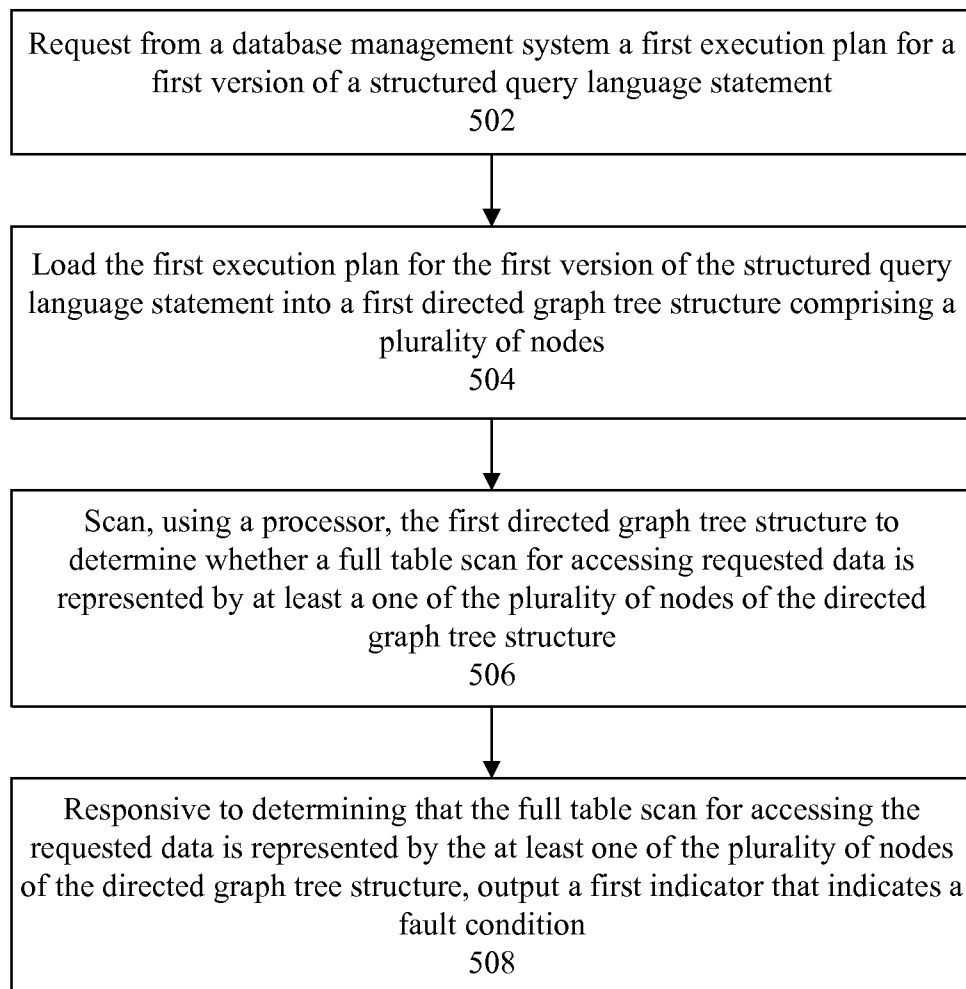 Request from a database management system a first execution plan for a
first version of a structured query language statement
502
Load the first execution plan for the first version of the structured query
language statement into a first directed graph tree structure comprising a
plurality of nodes
504
Scan, using a processor, the first directed graph tree structure to
determine whether a full table scan for accessing requested data is
represented by at least a one of the plurality of nodes of the directed
graph tree structure
506
Responsive to determining that the full table scan for accessing the
requested data is represented by the at least one of the plurality of nodes
of the directed graph tree structure, output a first indicator that indicates a
fault condition
508